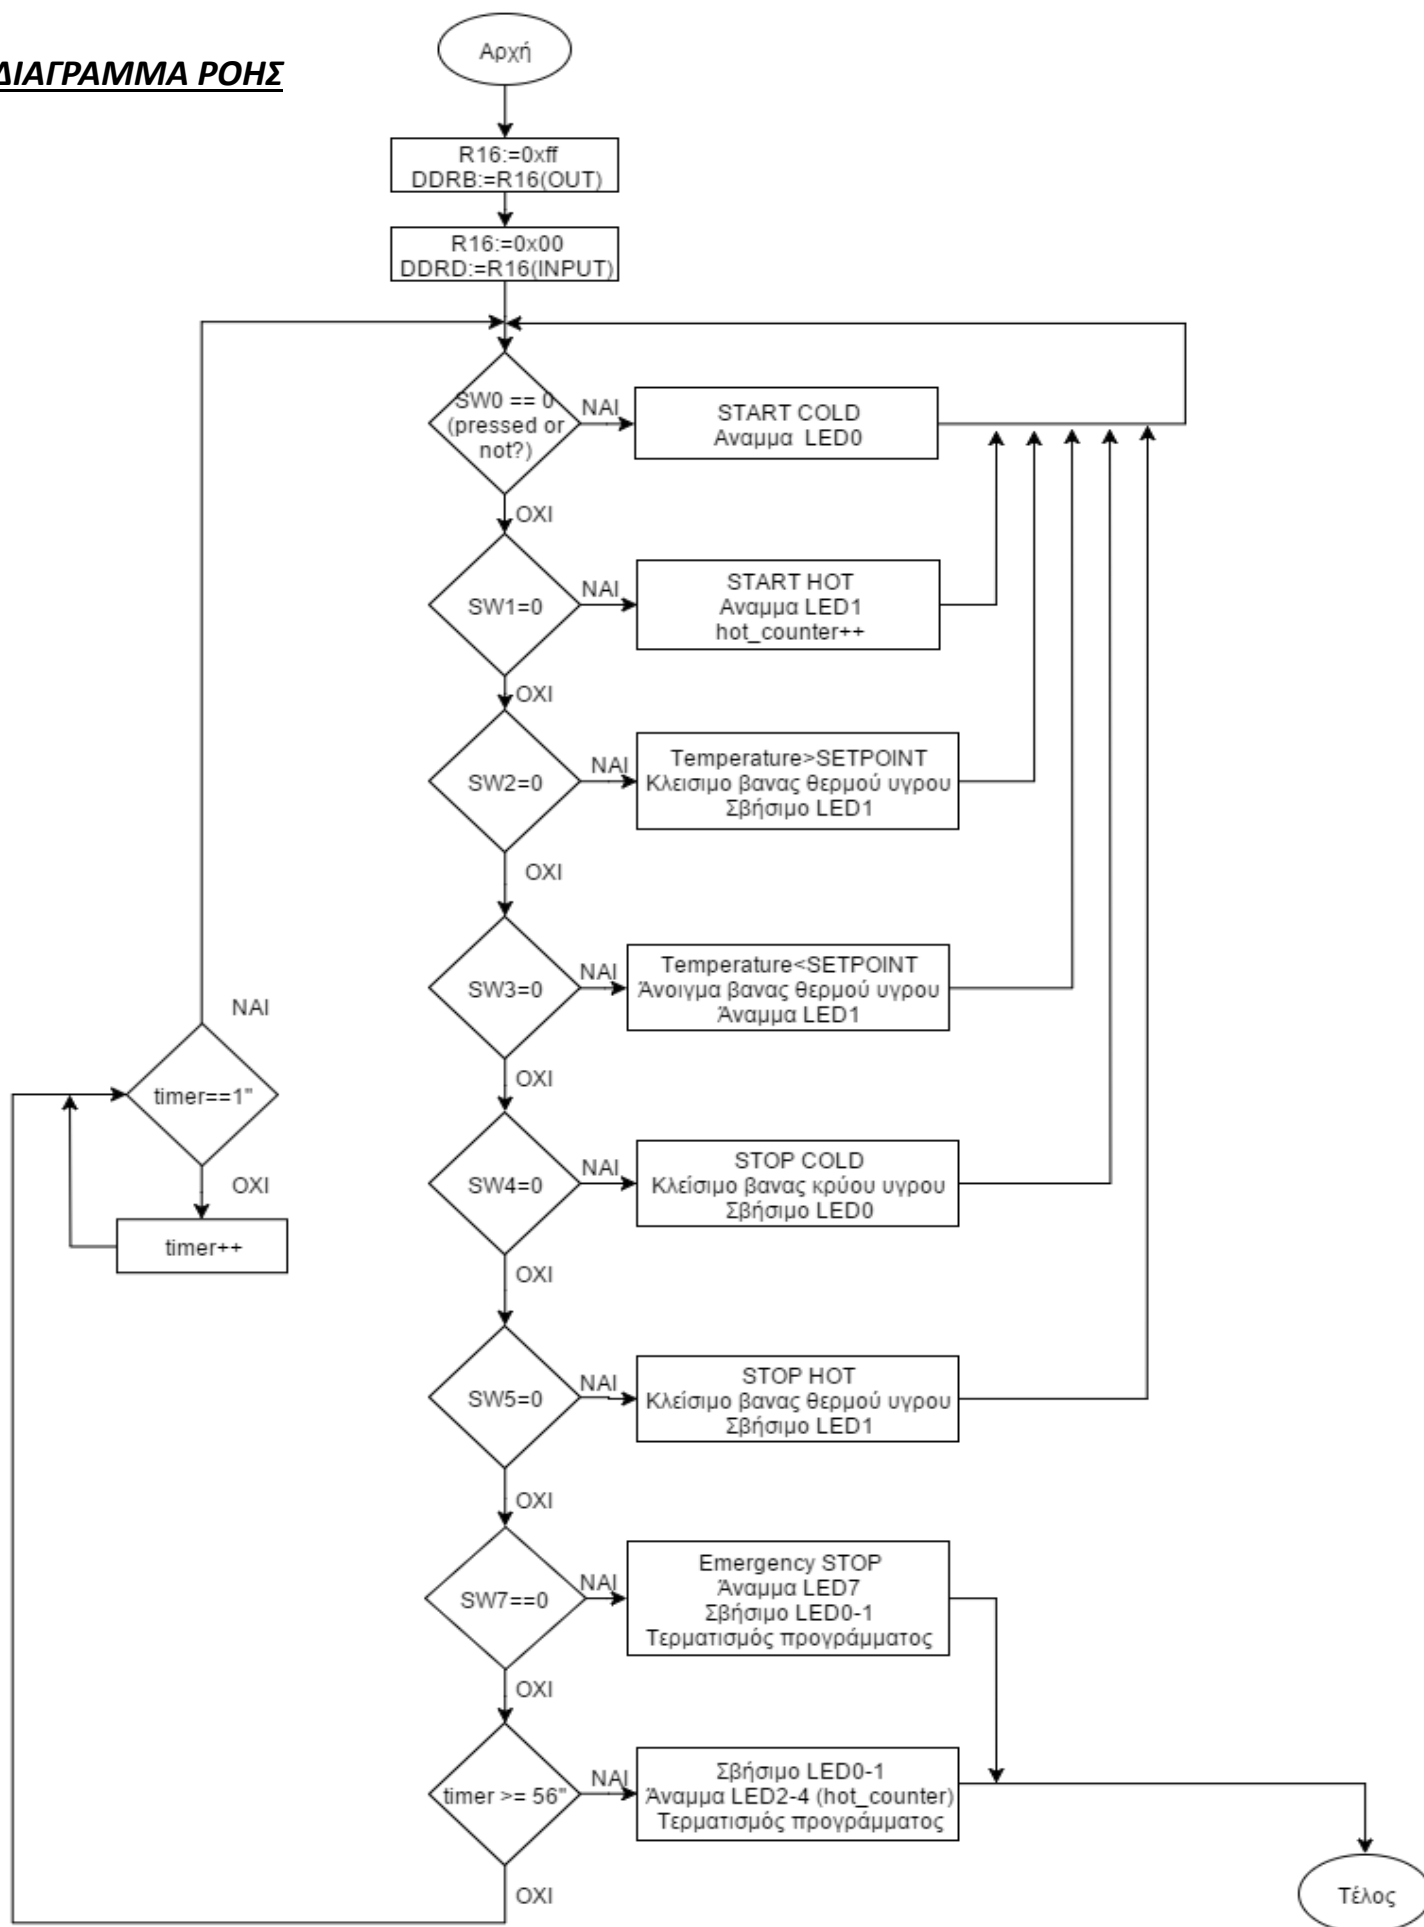 ΔΙΑΓΡΑΜΜΑ ΡΟΗΣ
Αρχή
R16:=0xff
DDRB:=R16(OUT)
R16:=0x00
DDRD:=R16(INPUT)
SW0 == 0
(pressed or
not?)
ΝΑΙ
START COLD
Αναμμα LED0
ΟΧΙ
SW1=0
ΝΑΙ
START HOT
Αναμμα LED1
hot_counter++
ΟΧΙ
SW2=0
ΝΑΙ
Temperature>SETPOINT
Κλεισιμο βανας θερμού υγρου
Σβήσιμο LED1
ΟΧΙ
SW3=0
ΝΑΙ
Temperature<SETPOINT
Άνοιγμα βανας θερμού υγρου
Άναμμα LED1
ΟΧΙ
ΝΑΙ
timer==1"
ΟΧΙ
timer++
SW4=0
ΝΑΙ
STOP COLD
Κλείσιμο βανας κρύου υγρου
Σβήσιμο LED0
ΟΧΙ
SW5=0
ΝΑΙ
STOP HOT
Κλείσιμο βανας θερμού υγρου
Σβήσιμο LED1
ΟΧΙ
SW7==0
ΝΑΙ
Emergency STOP
Άναμμα LED7
Σβήσιμο LED0-1
Τερματισμός προγράμματος
ΟΧΙ
timer >= 56"
ΝΑΙ
Σβήσιμο LED0-1
Άναμμα LED2-4 (hot_counter)
Τερματισμός προγράμματος
ΟΧΙ
Τέλος